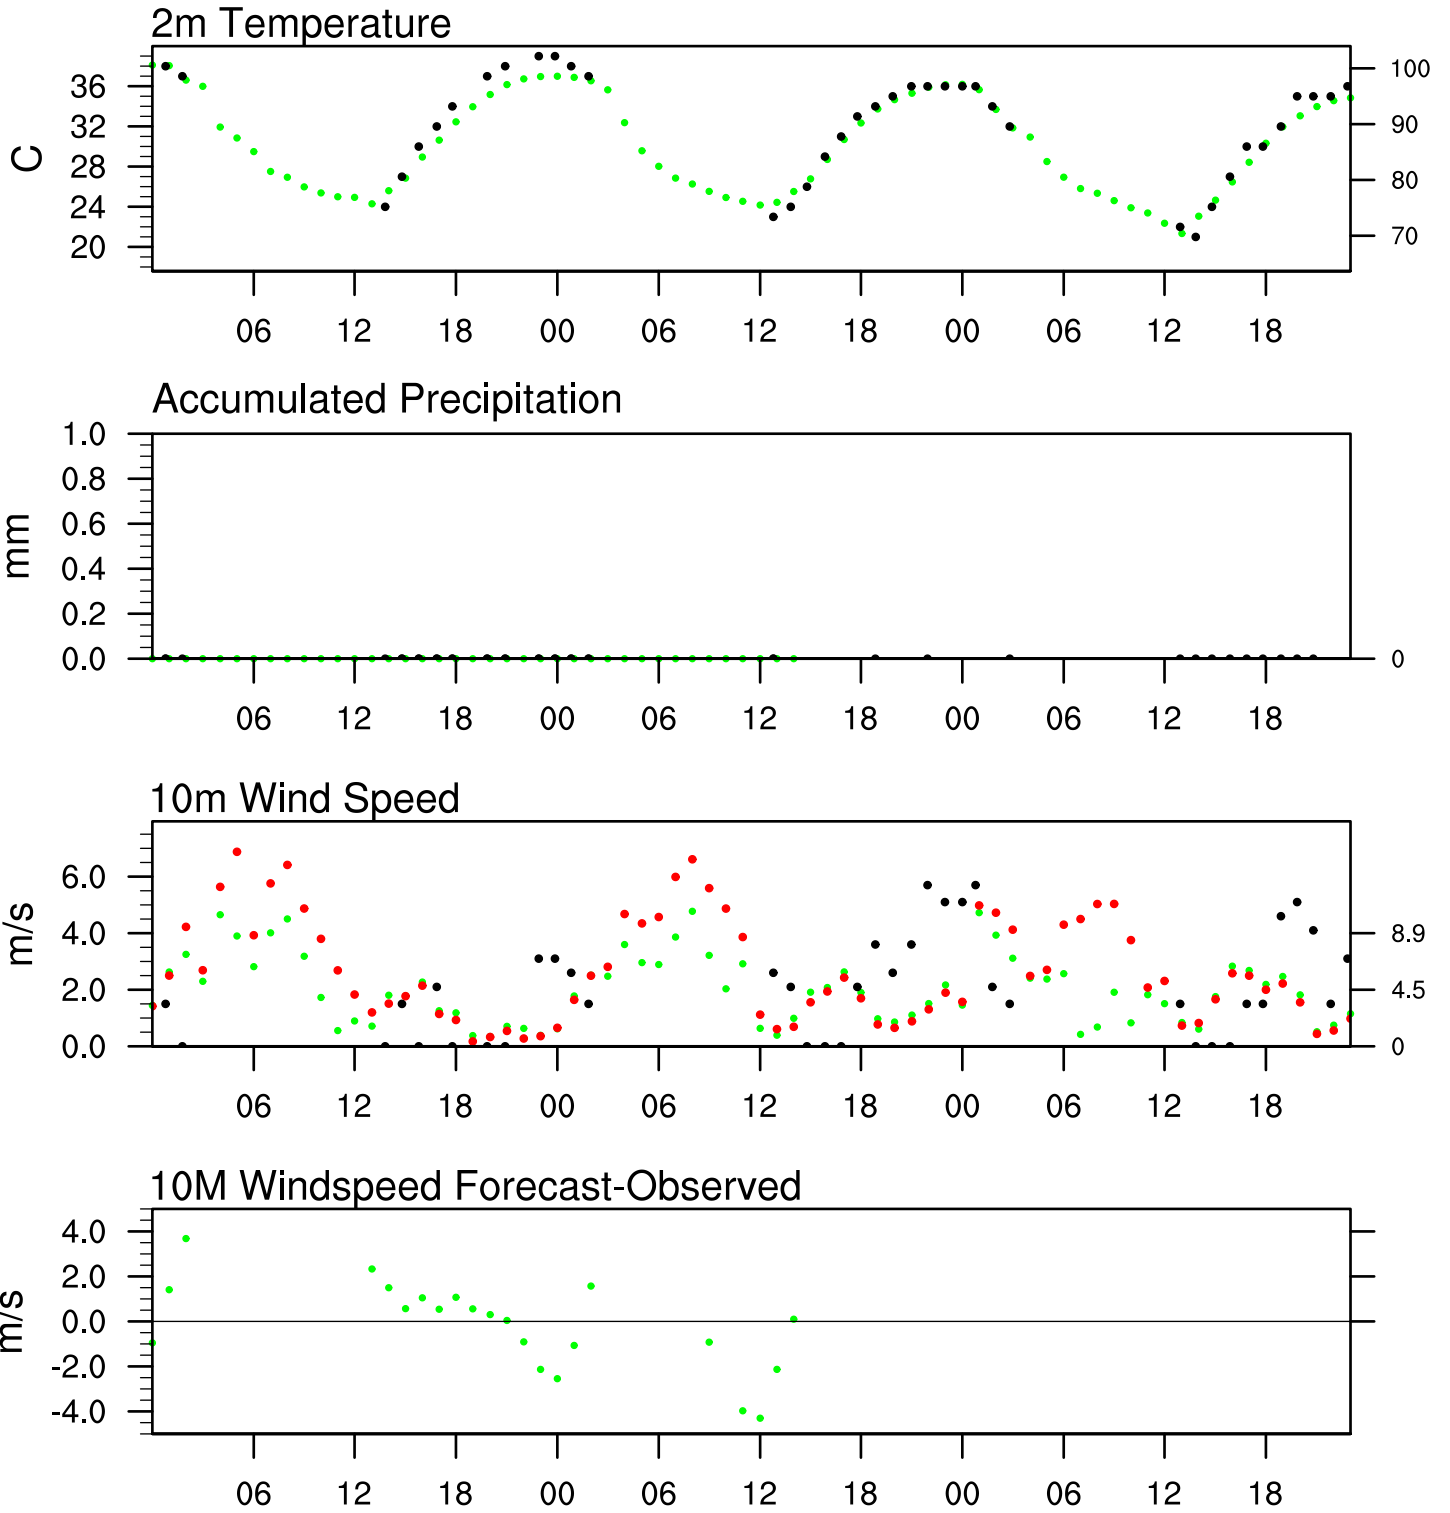 2m Temperature
C
36
32
28
24
20
100
90
80
70
06 12 18 00 06 12 18 00 06 12 18
Accumulated Precipitation
mm
1.0
0.8
0.6
0.4
0.2
0.0
0
06 12 18 00 06 12 18 00 06 12 18
10m Wind Speed
m/s
6.0
4.0
2.0
0.0
8.9
4.5
0
06 12 18 00 06 12 18 00 06 12 18
10M Windspeed Forecast-Observed
m/s
4.0
2.0
0.0
-2.0
-4.0
06 12 18 00 06 12 18 00 06 12 18